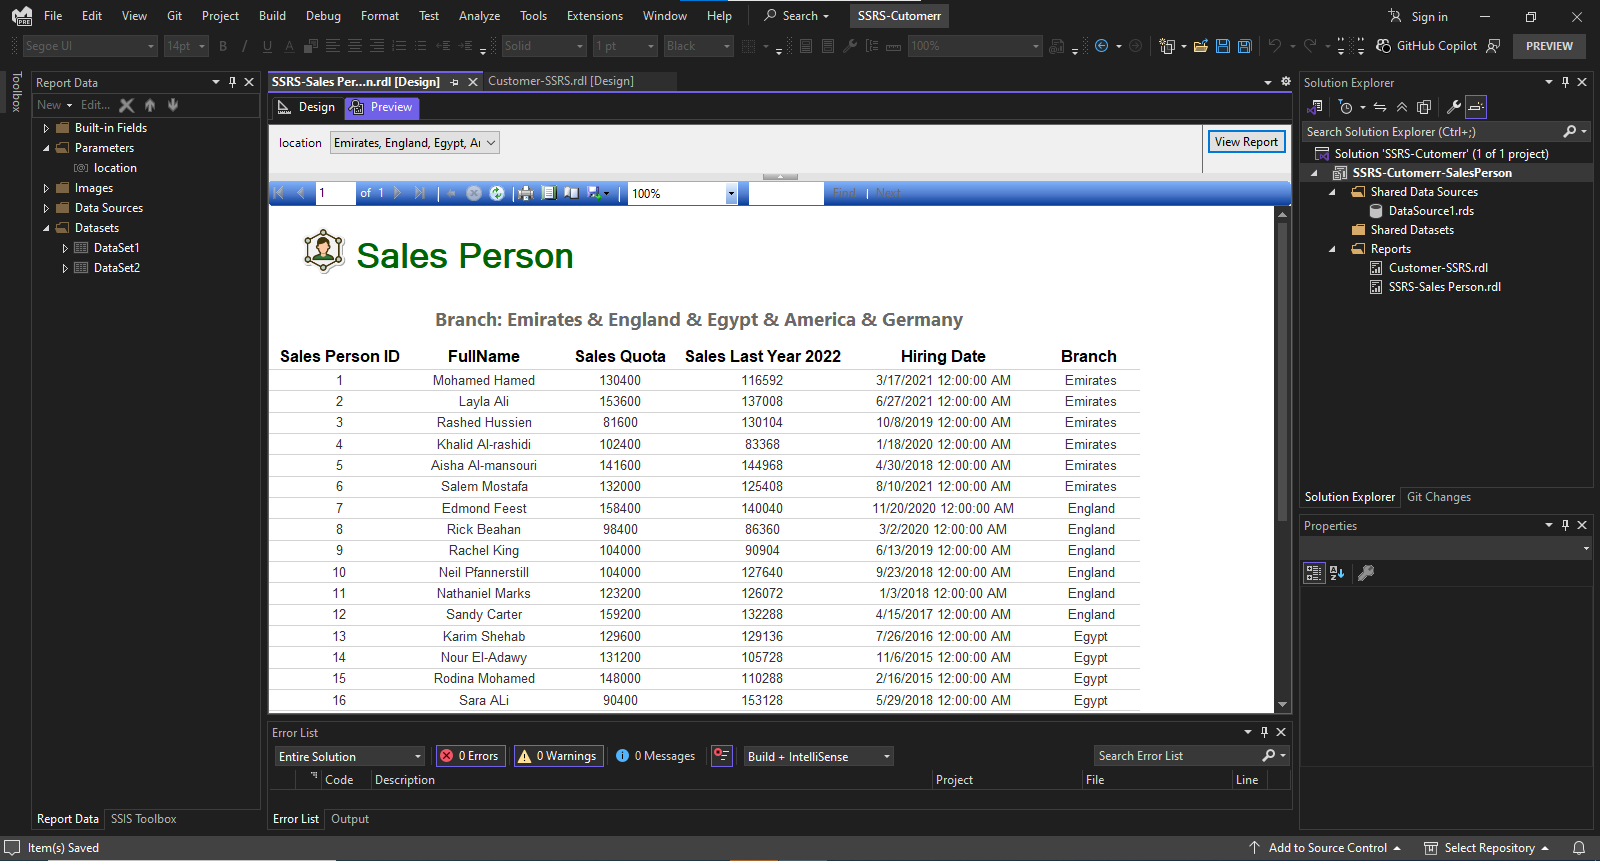 File Edit View Git Project Build Debug Format Test Analyze Tools Extensions Window Help Search SSRS-Cutomerr Sign in
Segoe UI 14pt B I U A Solid 1 pt Black 100% GitHub Copilot PREVIEW
Toolbox
Report Data
New Edit...
Built-in Fields
Parameters
location
Images
Data Sources
Datasets
DataSet1
DataSet2
Report Data SSIS Toolbox
SSRS-Sales Per...n.rdl [Design] Customer-SSRS.rdl [Design]
Design Preview
location Emirates, England, Egypt, View Report
1 of 1 100% Find | Next
Sales Person
Branch: Emirates & England & Egypt & America & Germany
Sales Person ID FullName Sales Quota Sales Last Year 2022 Hiring Date Branch
1 Mohamed Hamed 130400 116592 3/17/2021 12:00:00 AM Emirates
2 Layla Ali 153600 137008 6/27/2021 12:00:00 AM Emirates
3 Rashed Hussien 81600 130104 10/8/2019 12:00:00 AM Emirates
4 Khalid Al-rashidi 102400 83368 1/18/2020 12:00:00 AM Emirates
5 Aisha Al-mansouri 141600 144968 4/30/2018 12:00:00 AM Emirates
6 Salem Mostafa 132000 125408 8/10/2021 12:00:00 AM Emirates
7 Edmond Feest 158400 140040 11/20/2020 12:00:00 AM England
8 Rick Beahan 98400 86360 3/2/2020 12:00:00 AM England
9 Rachel King 104000 90904 6/13/2019 12:00:00 AM England
10 Neil Pfannerstill 104000 127640 9/23/2018 12:00:00 AM England
11 Nathaniel Marks 123200 126072 1/3/2018 12:00:00 AM England
12 Sandy Carter 159200 132288 4/15/2017 12:00:00 AM England
13 Karim Shehab 129600 129136 7/26/2016 12:00:00 AM Egypt
14 Nour El-Adawy 131200 105728 11/6/2015 12:00:00 AM Egypt
15 Rodina Mohamed 148000 110288 2/16/2015 12:00:00 AM Egypt
16 Sara ALi 90400 153128 5/29/2018 12:00:00 AM Egypt
Error List
Entire Solution 0 Errors 0 Warnings 0 Messages Build + IntelliSense Search Error List
Code Description Project File Line
Error List Output
Solution Explorer
Search Solution Explorer (Ctrl+;)
Solution 'SSRS-Cutomerr' (1 of 1 project)
SSRS-Cutomerr-SalesPerson
Shared Data Sources
DataSource1.rds
Shared Datasets
Reports
Customer-SSRS.rdl
SSRS-Sales Person.rdl
Solution Explorer Git Changes
Properties
Item(s) Saved Add to Source Control Select Repository